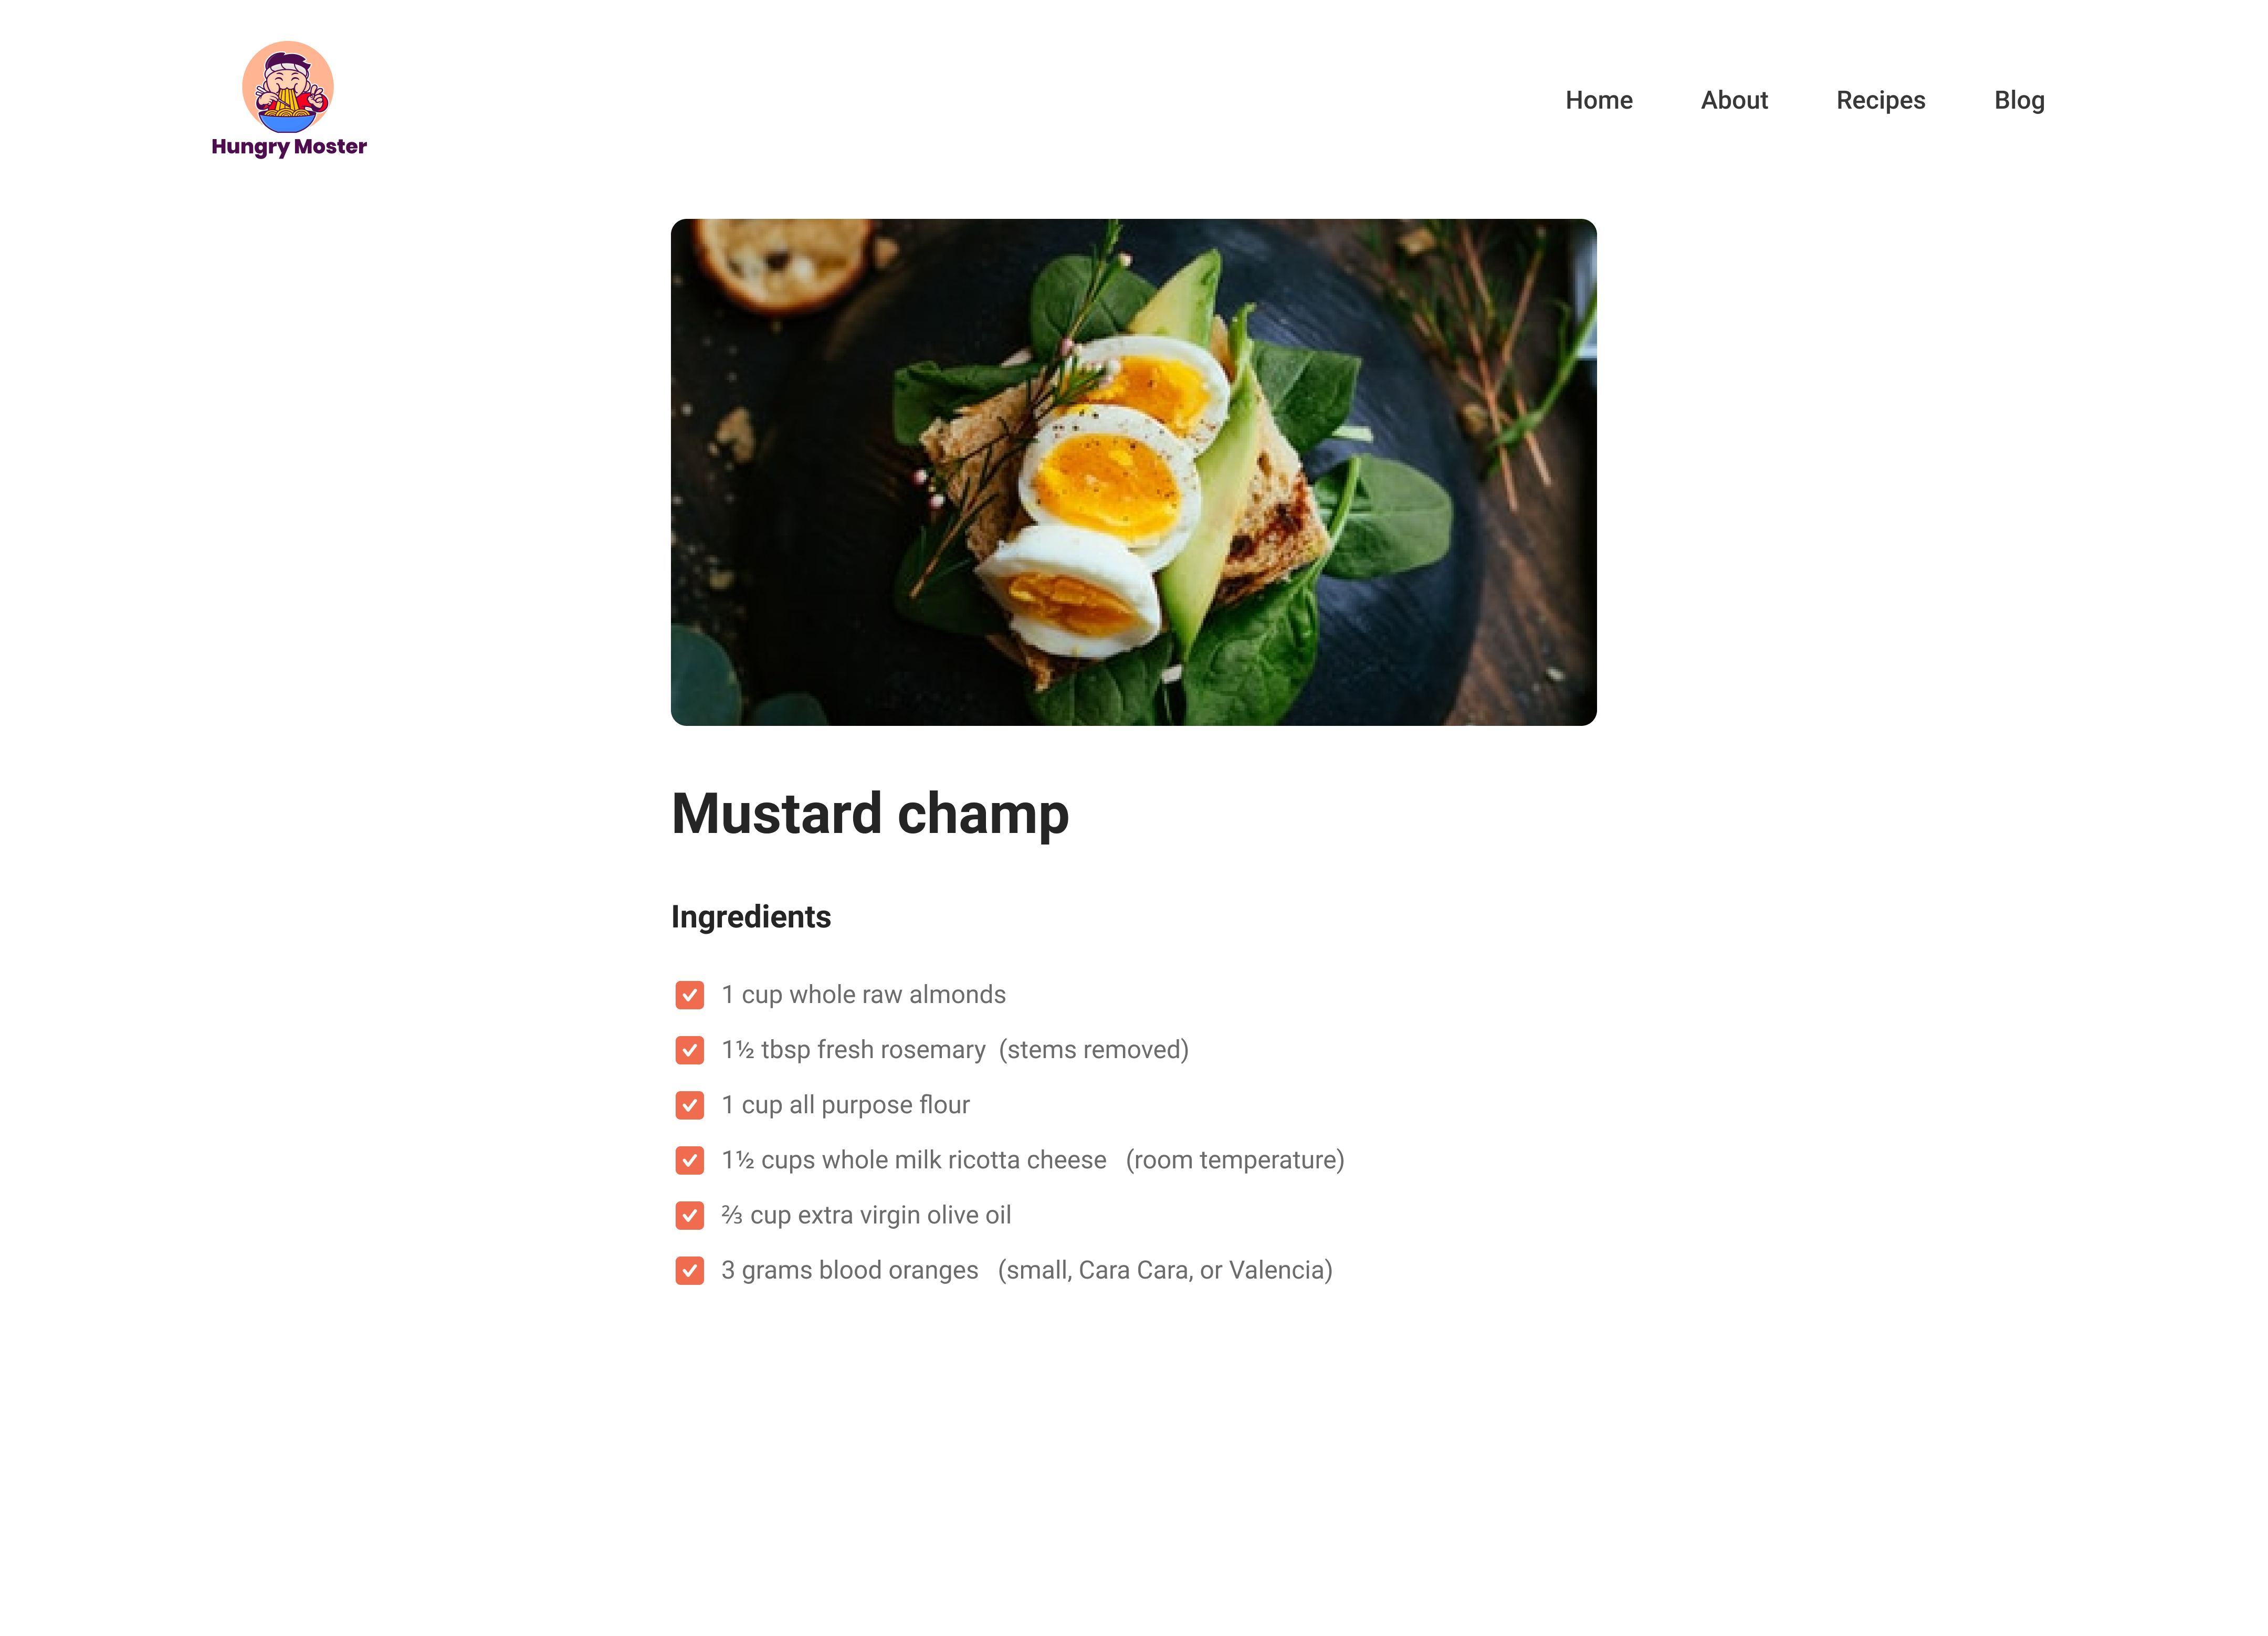 Hungry Moster
Home
About
Recipes
Blog
Mustard champ
Ingredients
1 cup whole raw almonds
1½ tbsp fresh rosemary  (stems removed)
1 cup all purpose flour
1½ cups whole milk ricotta cheese   (room temperature)
⅔ cup extra virgin olive oil
3 grams blood oranges   (small, Cara Cara, or Valencia)